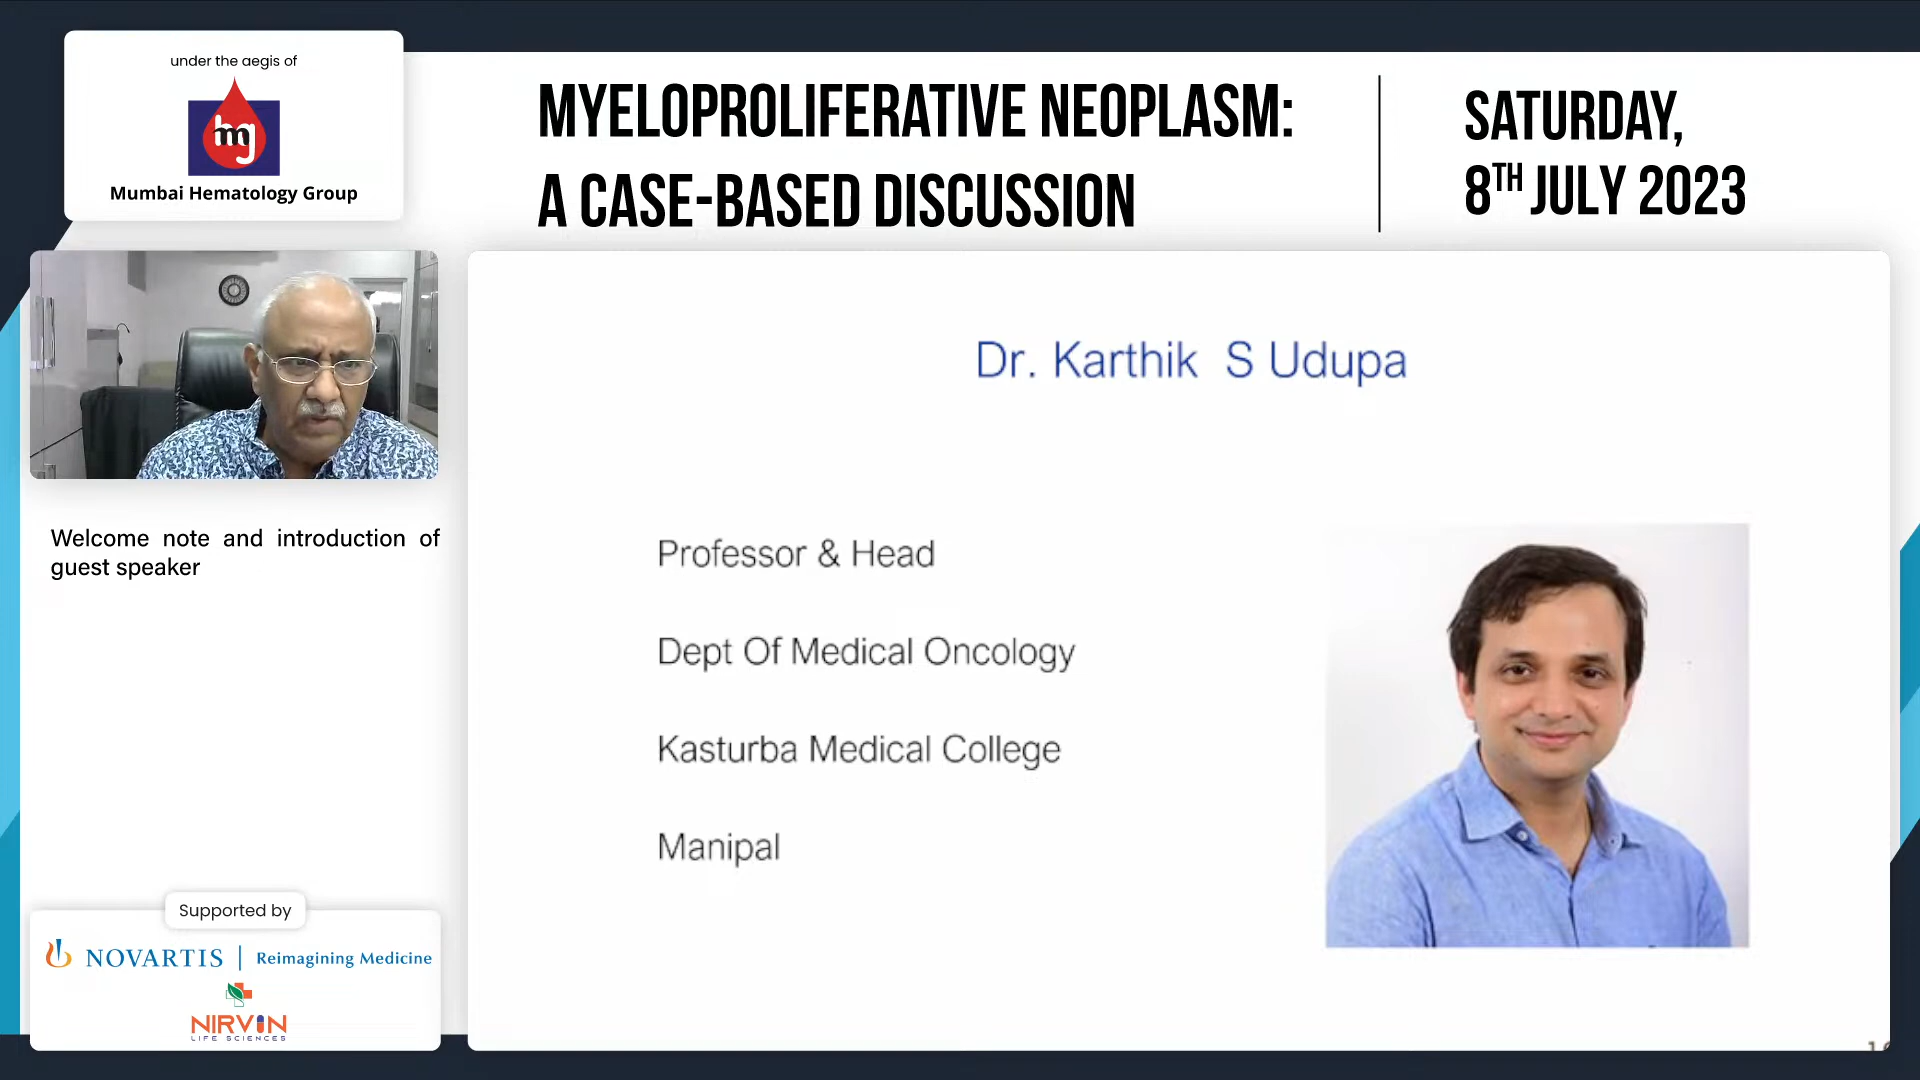 under the aegis of
hmg
Mumbai Hematology Group
MYELOPROLIFERATIVE NEOPLASM:
A CASE-BASED DISCUSSION
SATURDAY,
8TH JULY 2023
Welcome note and introduction of
guest speaker
Dr. Karthik S Udupa
Professor & Head
Dept Of Medical Oncology
Kasturba Medical College
Manipal
Supported by
NOVARTIS | Reimagining Medicine
NIRVIN
LIFE SCIENCES